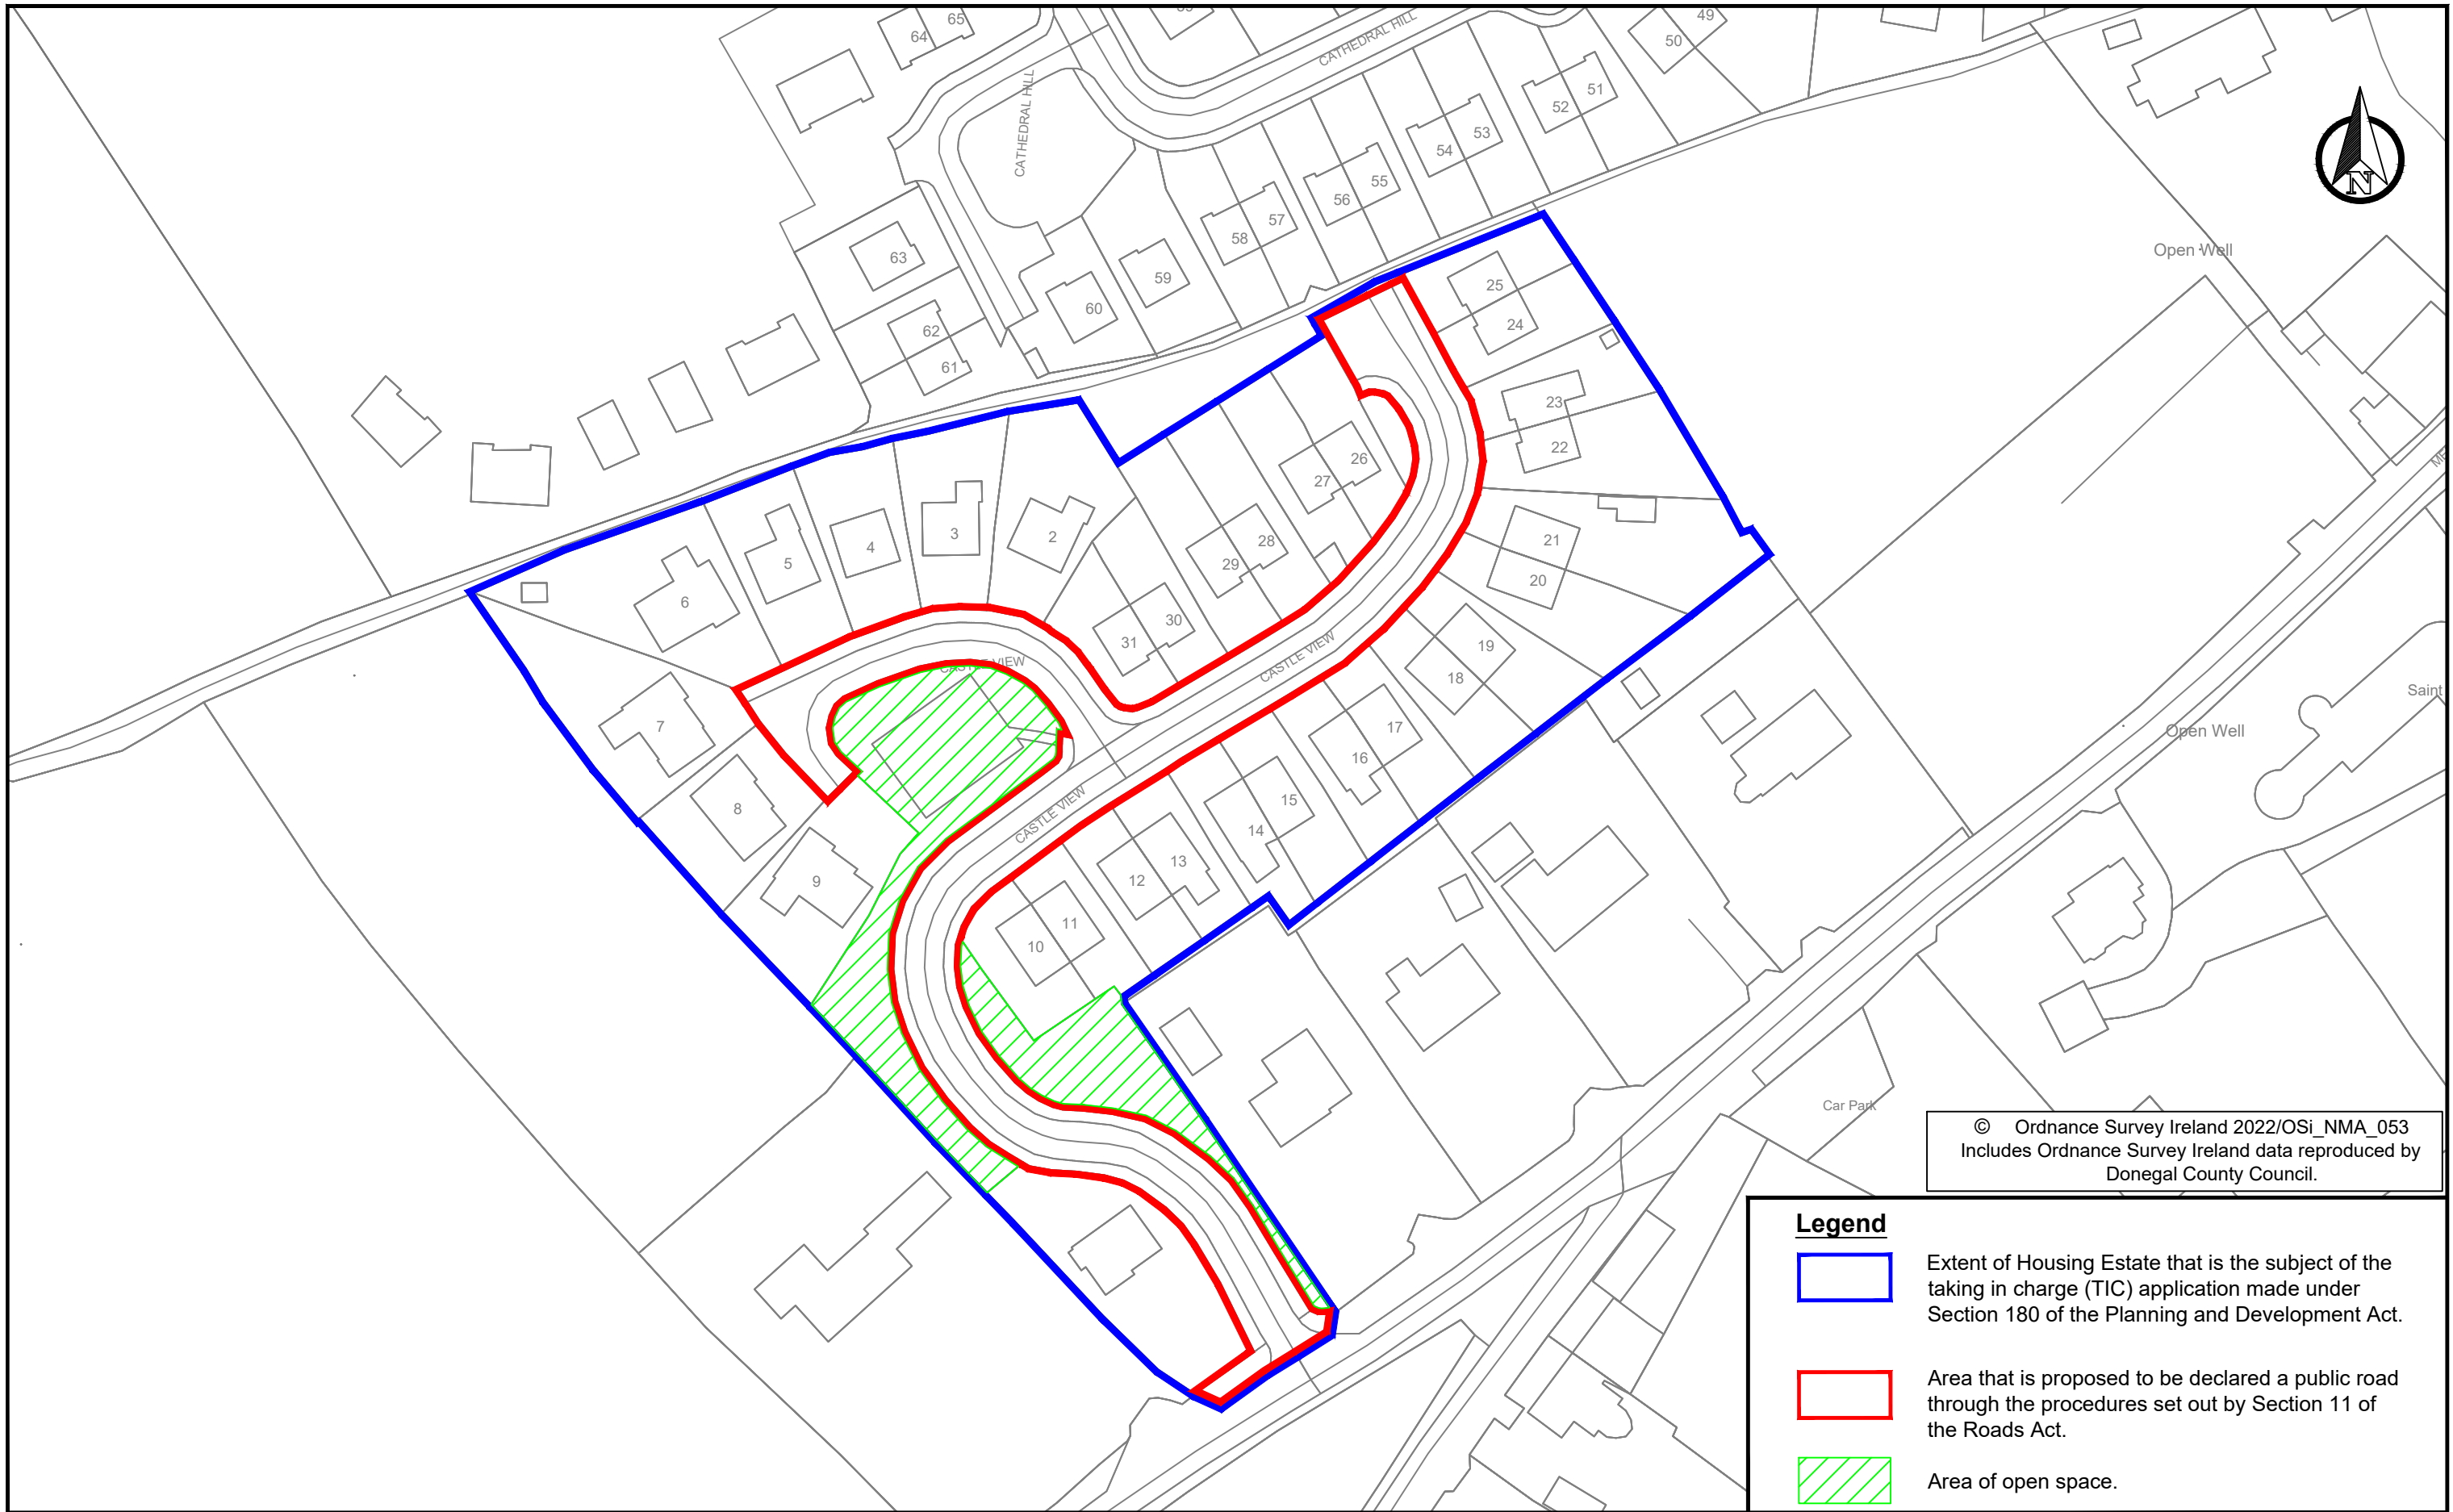 65
64
49
50
CATHEDRAL HILL
CATHEDRAL HILL
51
52
53
54
55
56
57
58
59
60
63
62
61
N
Open Well
25
24
23
22
26
27
28
29
30
31
2
3
4
5
6
7
8
9
21
20
19
18
17
16
15
14
13
12
11
10
CASTLE VIEW
CASTLE VIEW
CASTLE VIEW
Saint
Open Well
Car Park
© Ordnance Survey Ireland 2022/OSi_NMA_053
Includes Ordnance Survey Ireland data reproduced by
Donegal County Council.
Legend
Extent of Housing Estate that is the subject of the
taking in charge (TIC) application made under
Section 180 of the Planning and Development Act.
Area that is proposed to be declared a public road
through the procedures set out by Section 11 of
the Roads Act.
Area of open space.